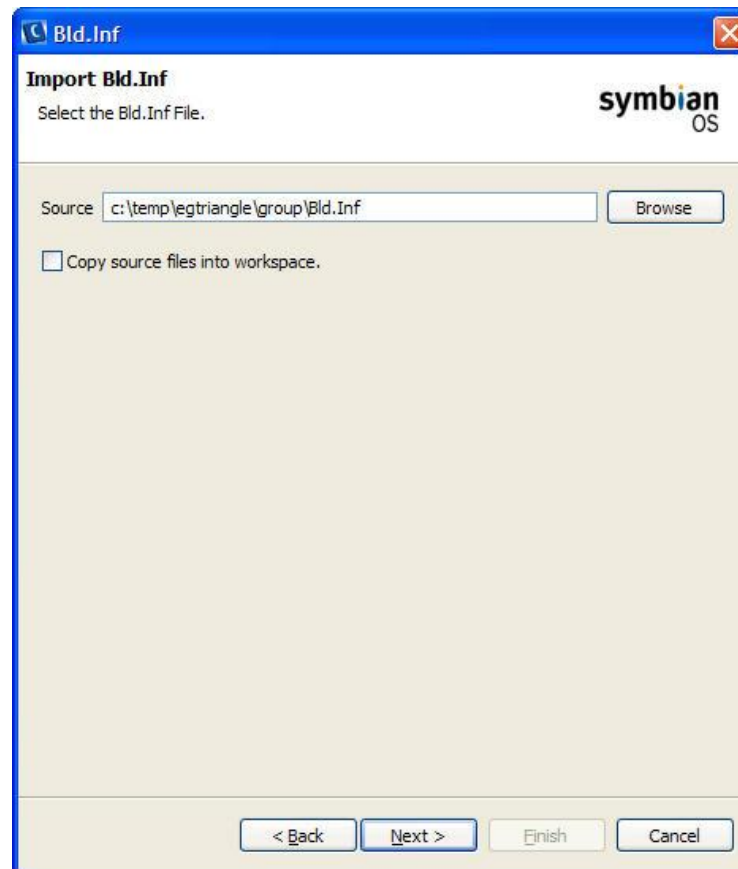 Bld.Inf
Import Bld.Inf
Select the Bld.Inf File.
symbian
OS
Source c:\temp\egtriangle\group\Bld.Inf Browse
Copy source files into workspace.
< Back Next > Finish Cancel